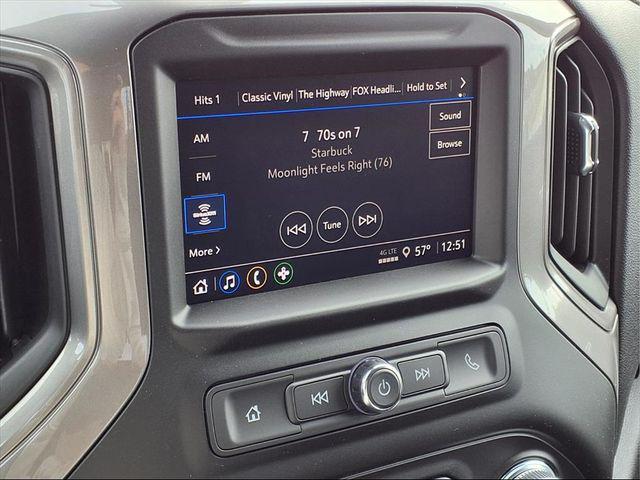 Hits 1 Classic Vinyl The Highway FOX Headli... Hold to Set
AM
7 70s on 7
Sound
Starbuck
Browse
FM
Moonlight Feels Right (76)
Tune
More
4G LTE 57° 12:51